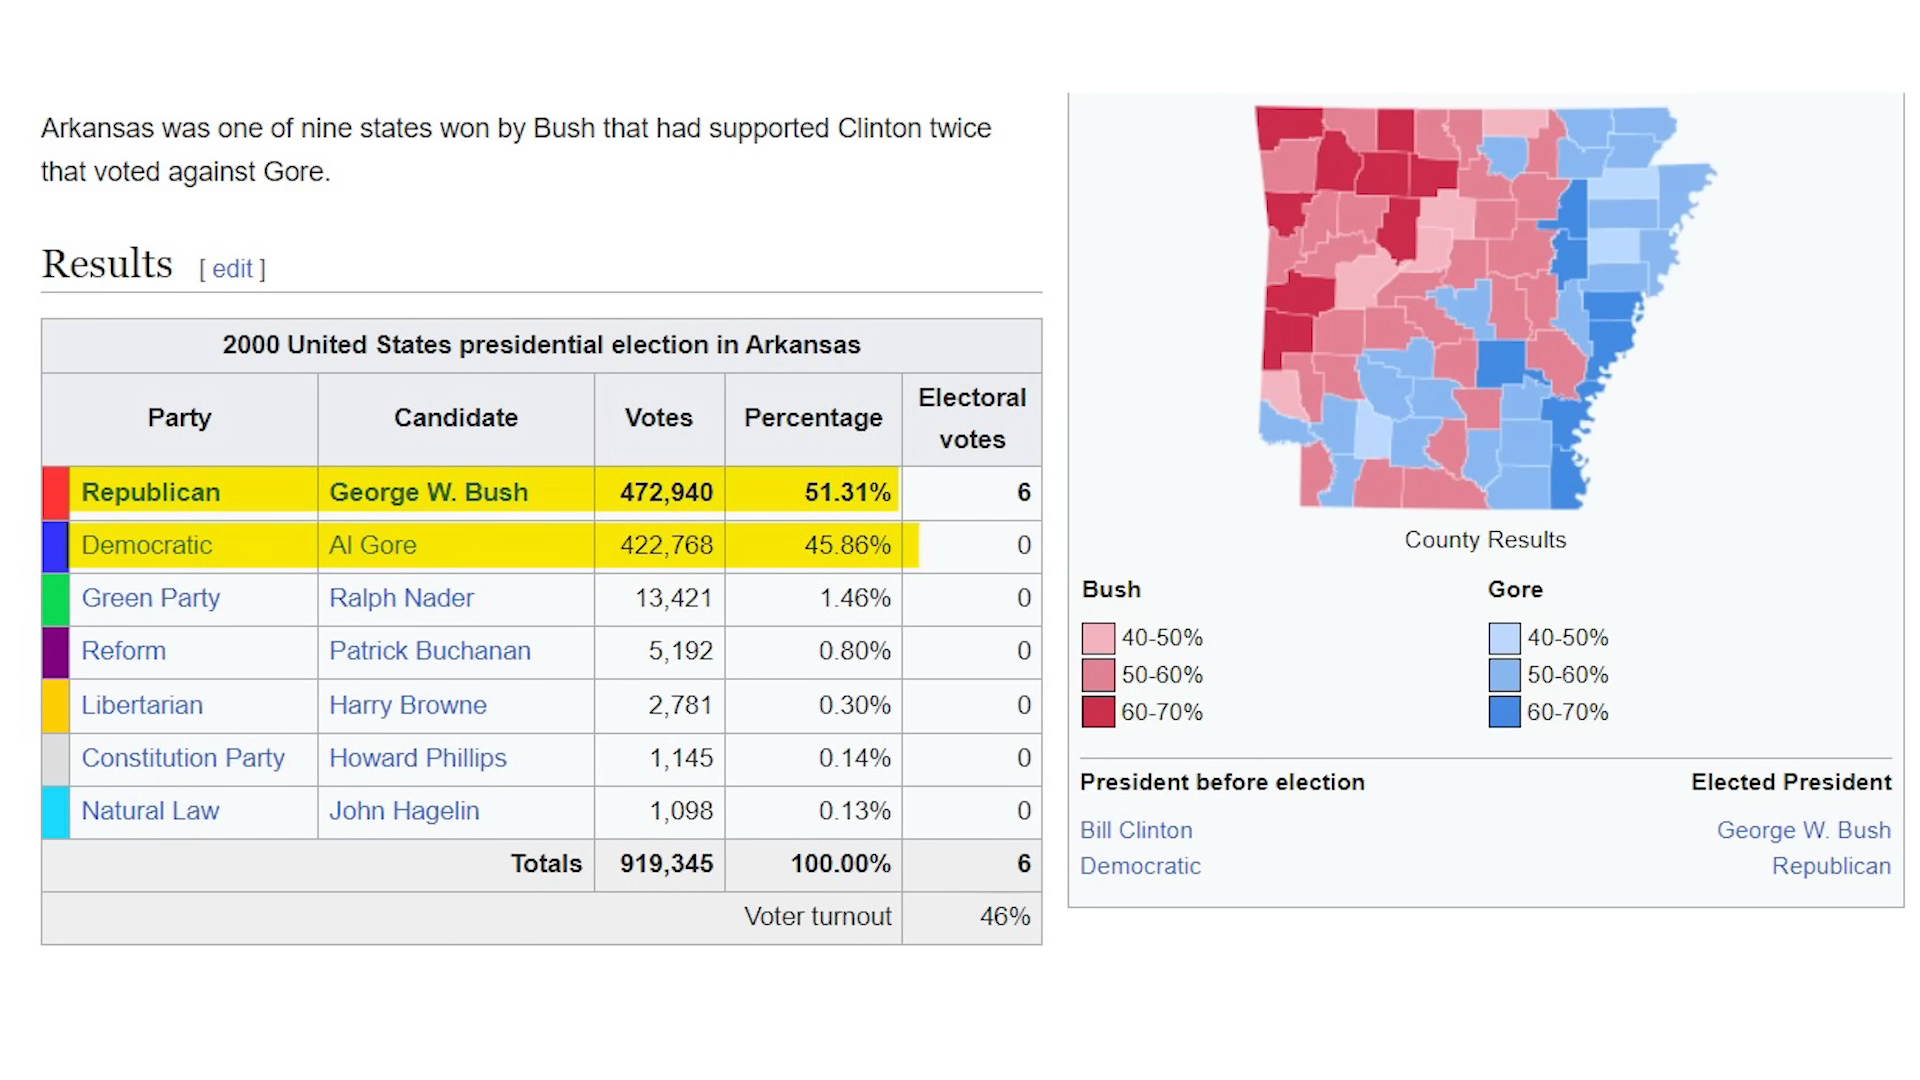 Arkansas was one of nine states won by Bush that had supported Clinton twice
that voted against Gore.
Results [ edit ]
2000 United States presidential election in Arkansas
Party Candidate Votes Percentage Electoral votes
Republican George W. Bush 472,940 51.31% 6
Democratic Al Gore 422,768 45.86% 0
Green Party Ralph Nader 13,421 1.46% 0
Reform Patrick Buchanan 5,192 0.80% 0
Libertarian Harry Browne 2,781 0.30% 0
Constitution Party Howard Phillips 1,145 0.14% 0
Natural Law John Hagelin 1,098 0.13% 0
Totals 919,345 100.00% 6
Voter turnout 46%
County Results
Bush Gore
40-50% 40-50%
50-60% 50-60%
60-70% 60-70%
President before election Elected President
Bill Clinton George W. Bush
Democratic Republican